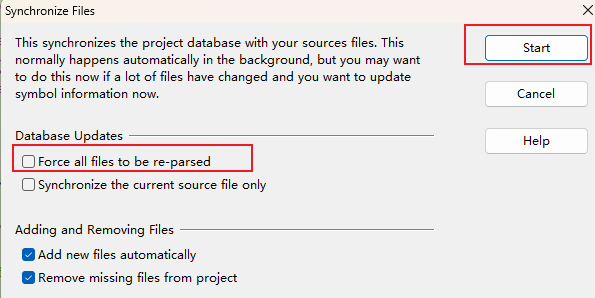 Synchronize Files
This synchronizes the project database with your sources files. This
normally happens automatically in the background, but you may want
to do this now if a lot of files have changed and you want to update
symbol information now.
Start
Cancel
Help
Database Updates
Force all files to be re-parsed
Synchronize the current source file only
Adding and Removing Files
Add new files automatically
Remove missing files from project